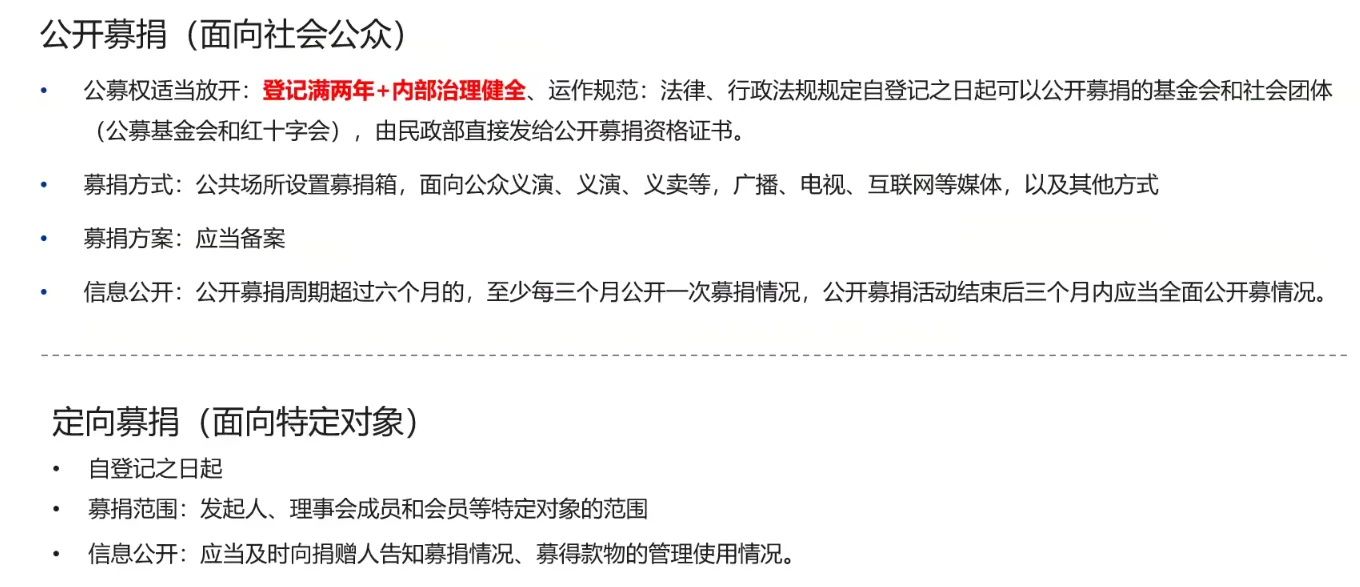 公开募捐（面向社会公众）
• 公募权适当放开：登记满两年+内部治理健全、运作规范：法律、行政法规规定自登记之日起可以公开募捐的基金会和社会团体
（公募基金会和红十字会），由民政部直接发给公开募捐资格证书。
• 募捐方式：公共场所设置募捐箱，面向公众义演、义演、义卖等，广播、电视、互联网等媒体，以及其他方式
• 募捐方案：应当备案
• 信息公开：公开募捐周期超过六个月的，至少每三个月公开一次募捐情况，公开募捐活动结束后三个月内应当全面公开募情况。
定向募捐（面向特定对象）
• 自登记之日起
• 募捐范围：发起人、理事会成员和会员等特定对象的范围
• 信息公开：应当及时向捐赠人告知募捐情况、募得款物的管理使用情况。